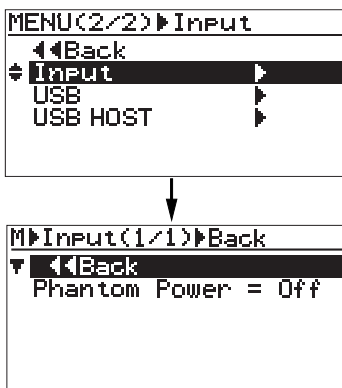 MENU(2/2)▶Input
◀◀Back
Input ▶
USB ▶
USB HOST ▶
M▶Input(1/1)▶Back
◀◀Back
Phantom Power = Off